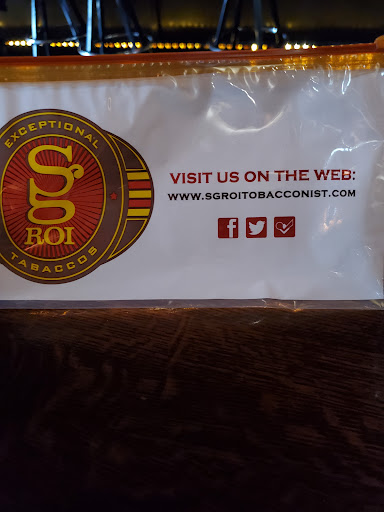 EXCEPTIONAL
Sg
ROI
TABACCOS
VISIT US ON THE WEB:
WWW.SGROITOBACCONIST.COM